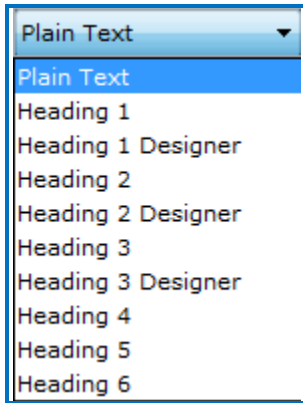 Plain Text
Plain Text
Heading 1
Heading 1 Designer
Heading 2
Heading 2 Designer
Heading 3
Heading 3 Designer
Heading 4
Heading 5
Heading 6